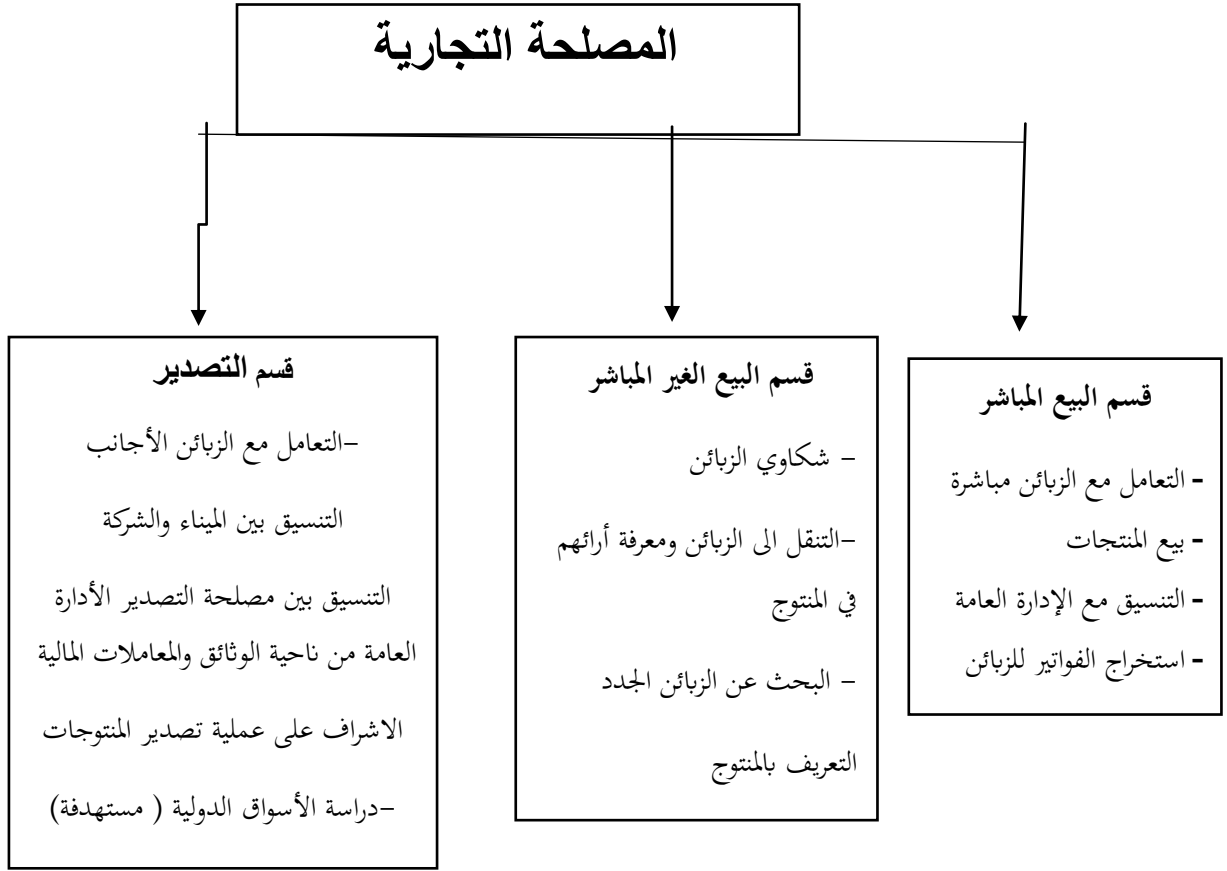 المصلحة التجارية
قسم البيع المباشر
- التعامل مع الزبائن مباشرة
- بيع المنتجات
- التنسيق مع الإدارة العامة
- استخراج الفواتير للزبائن
قسم البيع الغير المباشر
– شكاوي الزبائن
–التنقل الى الزبائن ومعرفة أرائهم
في المنتوج
– البحث عن الزبائن الجدد
التعريف بالمنتوج
قسم التصدير
–التعامل مع الزبائن الأجانب
التنسيق بين الميناء والشركة
التنسيق بين مصلحة التصدير الأدارة
العامة من ناحية الوثائق والمعاملات المالية
الاشراف على عملية تصدير المنتوجات
–دراسة الأسواق الدولية ( مستهدفة)